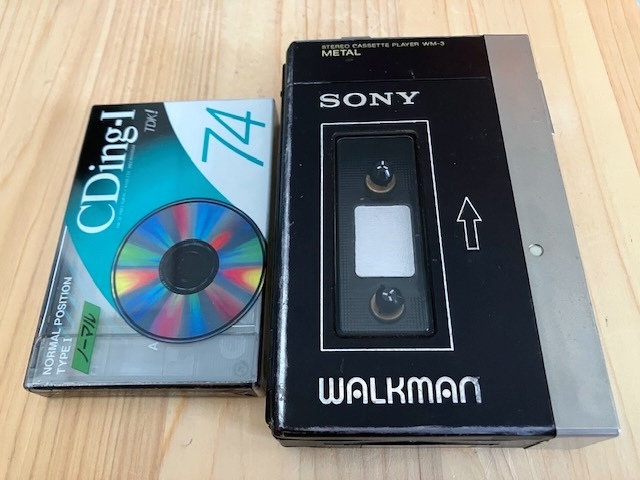 CDing-I
TDK!
74
NORMAL POSITION
TYPE I
ノーマル
A
STEREO CASSETTE PLAYER WM-3
METAL
SONY
WALKMAN